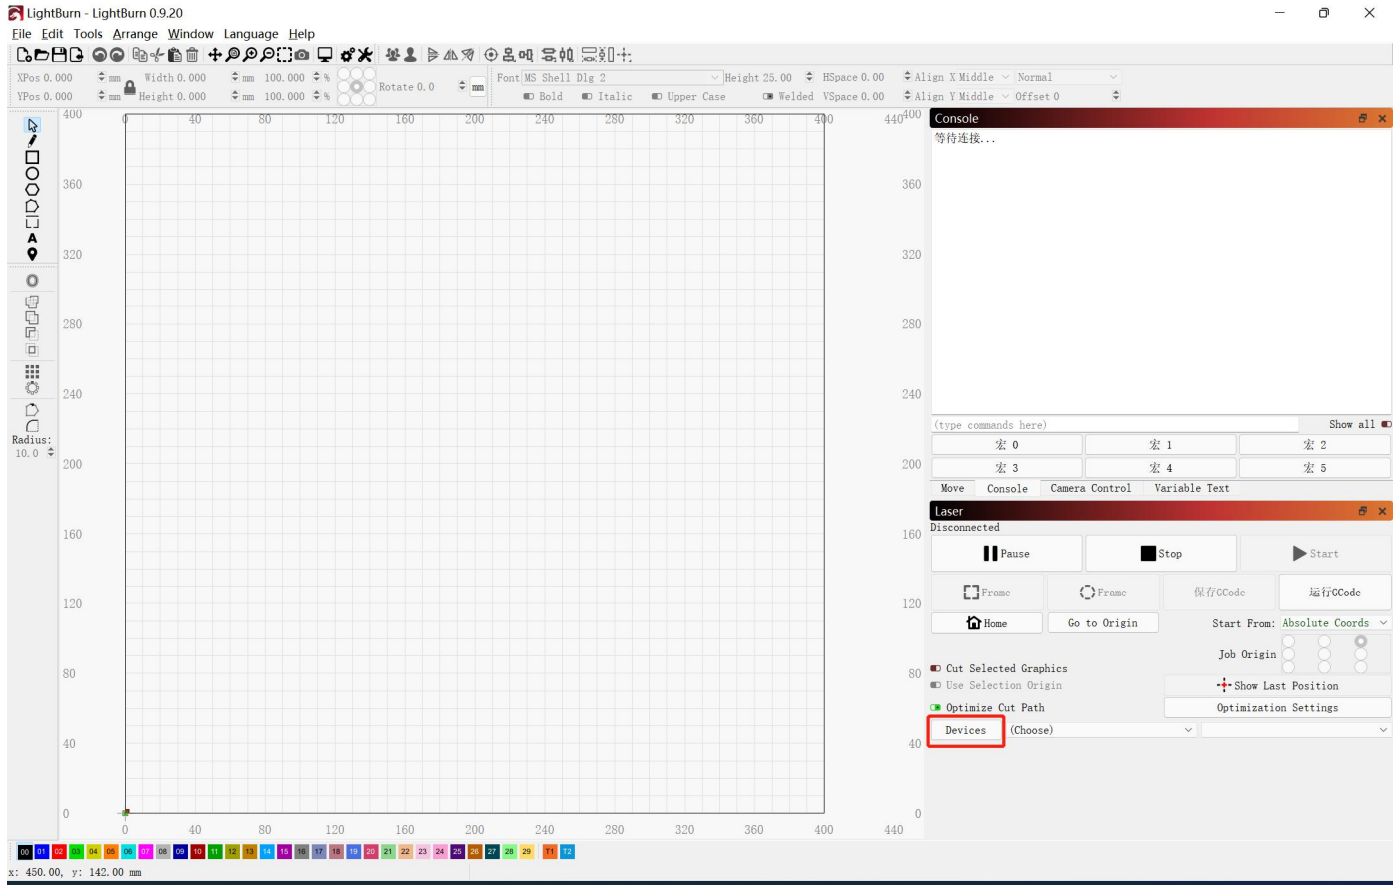 LightBurn - LightBurn 0.9.20
File Edit Tools Arrange Window Language Help
XPos 0.000 mm Width 0.000 mm 100.000 % Rotate 0.0 mm Font MS Shell Dlg 2 Height 25.00 HSpace 0.00 Align X Middle Normal
YPos 0.000 mm Height 0.000 mm 100.000 % Bold Italic Upper Case Welded VSpace 0.00 Align Y Middle Offset 0
400 0 40 80 120 160 200 240 280 320 360 400 440 400
360 360
320 320
280 280
240 240
200 200
160 160
120 120
80 80
40 40
0 0
0 40 80 120 160 200 240 280 320 360 400 440
A
Radius:
10.0
Console
等待连接...
(type commands here) Show all
宏 0 宏 1 宏 2
宏 3 宏 4 宏 5
Move Console Camera Control Variable Text
Laser
Disconnected
Pause Stop Start
Frame Frame 保存GCode 运行GCode
Home Go to Origin Start From: Absolute Coords
Job Origin
Cut Selected Graphics
Use Selection Origin Show Last Position
Optimize Cut Path Optimization Settings
Devices (Choose)
00 01 02 03 04 05 06 07 08 09 10 11 12 13 14 15 16 17 18 19 20 21 22 23 24 25 26 27 28 29 T1 T2
x: 450.00, y: 142.00 mm